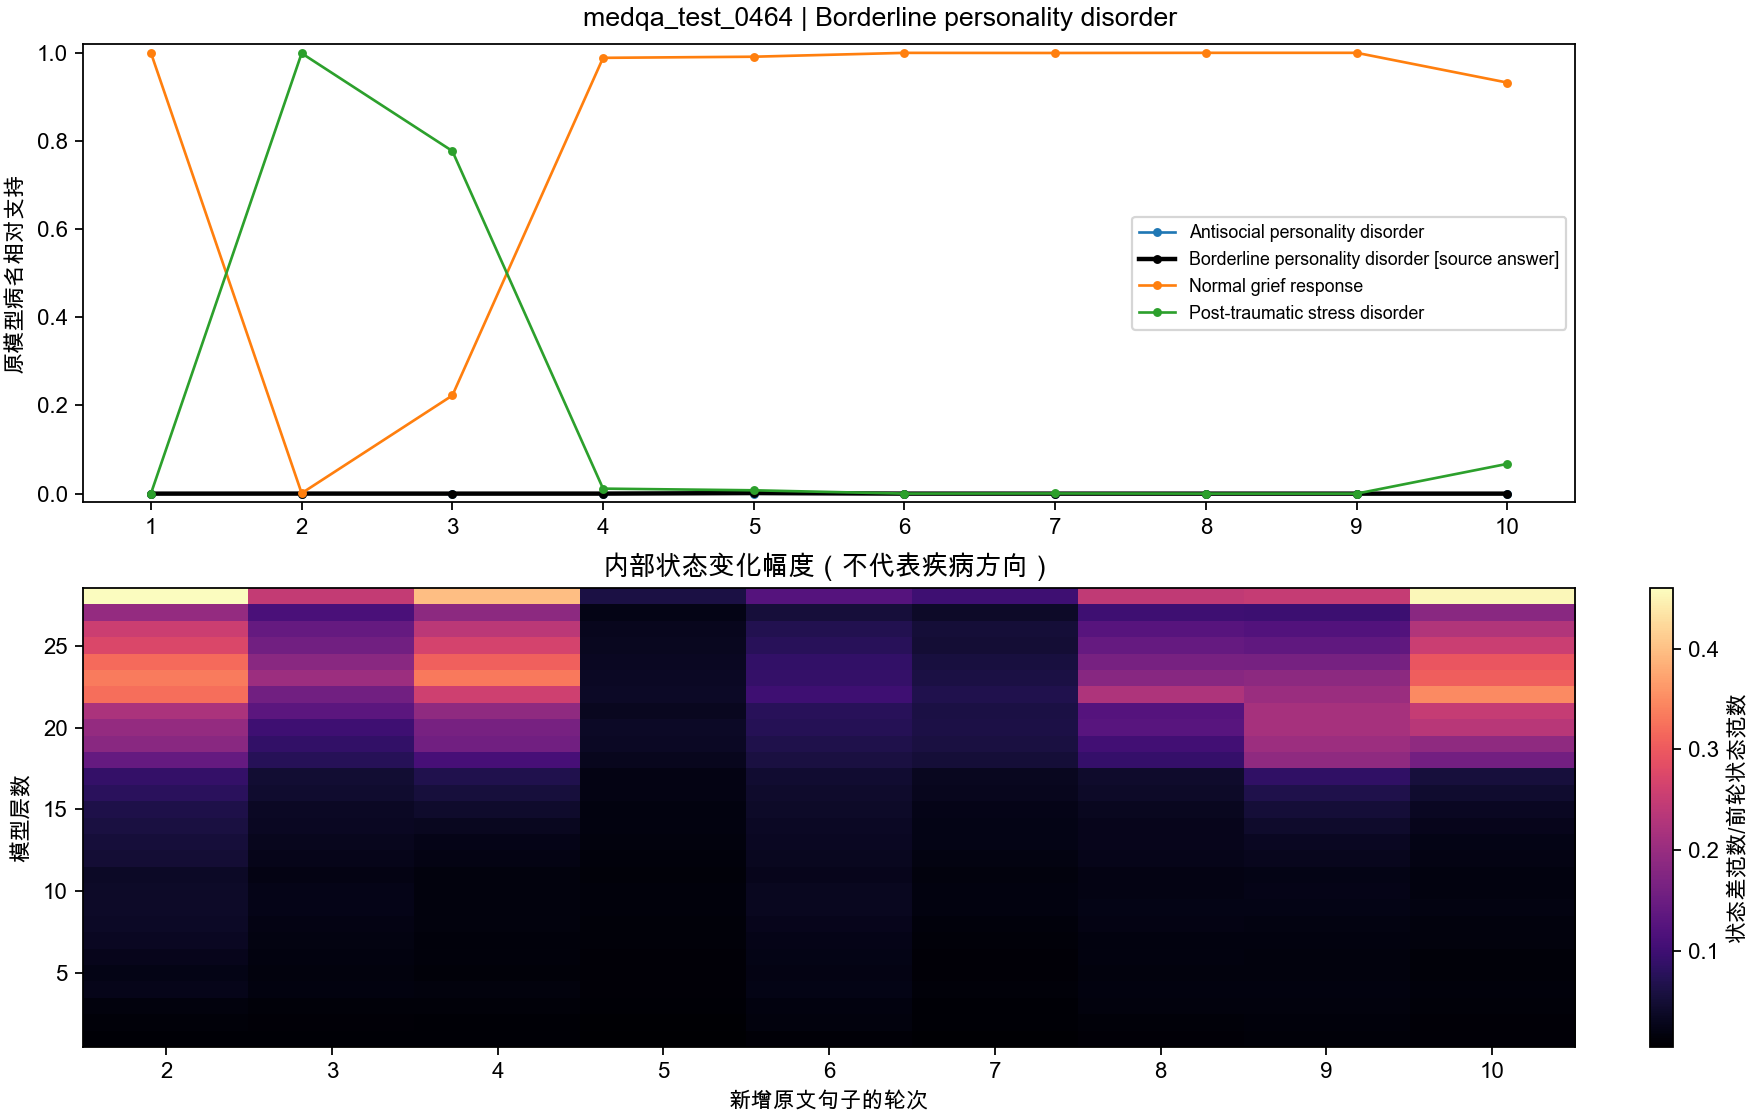 medqa_test_0464 | Borderline personality disorder
原模型病名相对支持
1.0
0.8
0.6
0.4
0.2
0.0
Antisocial personality disorder
Borderline personality disorder [source answer]
Normal grief response
Post-traumatic stress disorder
1 2 3 4 5 6 7 8 9 10
内部状态变化幅度（不代表疾病方向）
模型层数
25
20
15
10
5
2 3 4 5 6 7 8 9 10
新增原文句子的轮次
0.4
0.3
0.2
0.1
状态差范数/前轮状态范数